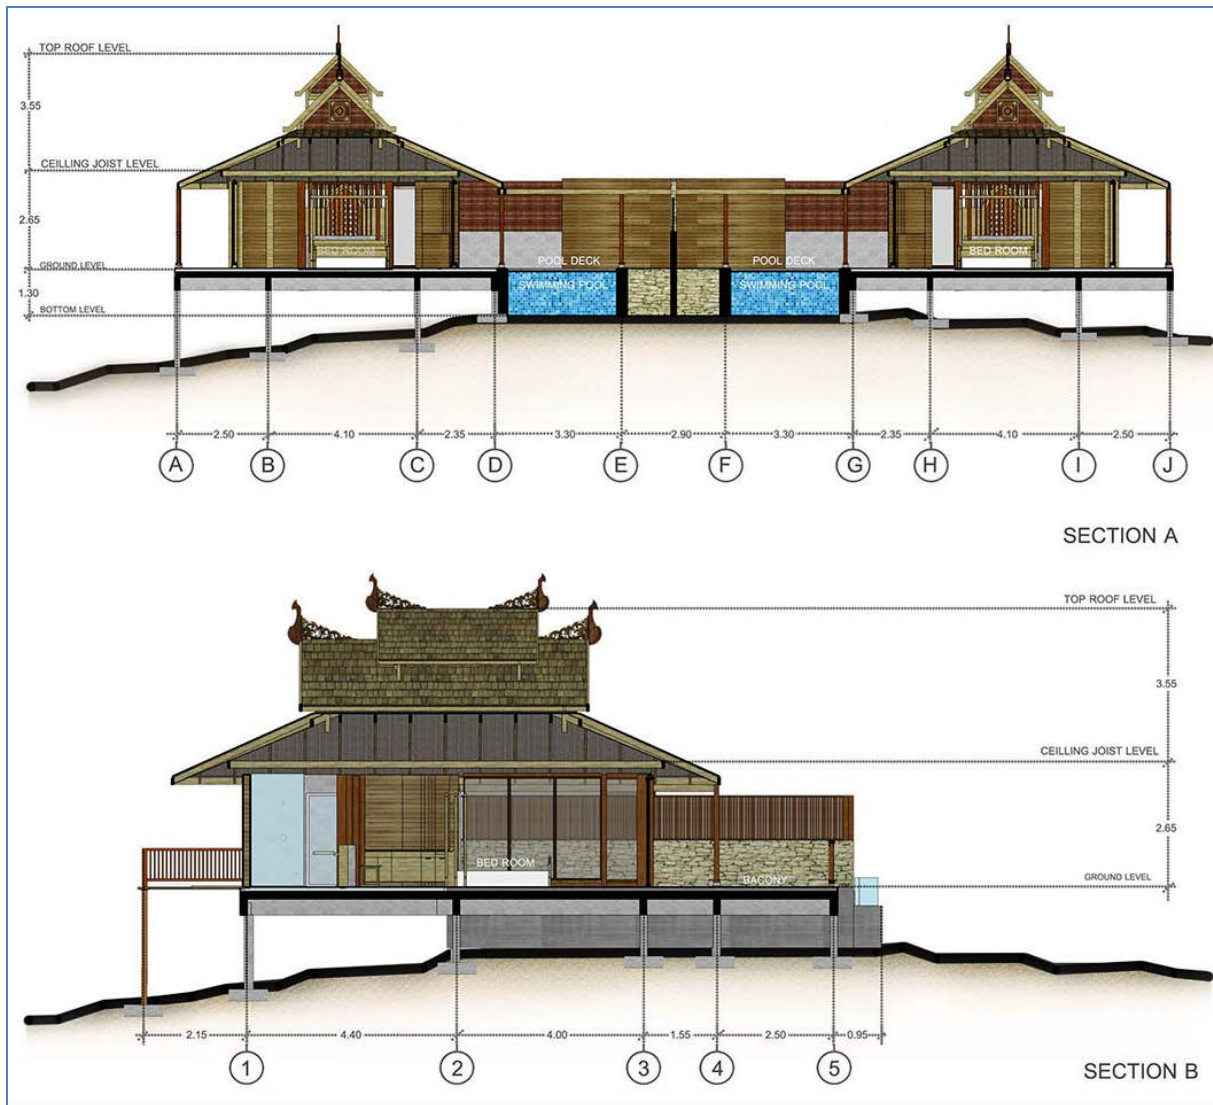 TOP ROOF LEVEL
3.55
CEILLING JOIST LEVEL
2.65
BED ROOM
BED ROOM
POOL DECK
POOL DECK
GROUND LEVEL
SWIMMING POOL
SWIMMING POOL
1.30
BOTTOM LEVEL
2.50 4.10 2.35 3.30 2.90 3.30 2.35 4.10 2.50
A B C D E F G H I J
SECTION A
TOP ROOF LEVEL
3.55
CEILLING JOIST LEVEL
2.65
BED ROOM
BACONY
GROUND LEVEL
2.15 4.40 4.00 1.55 2.50 0.95
1 2 3 4 5
SECTION B